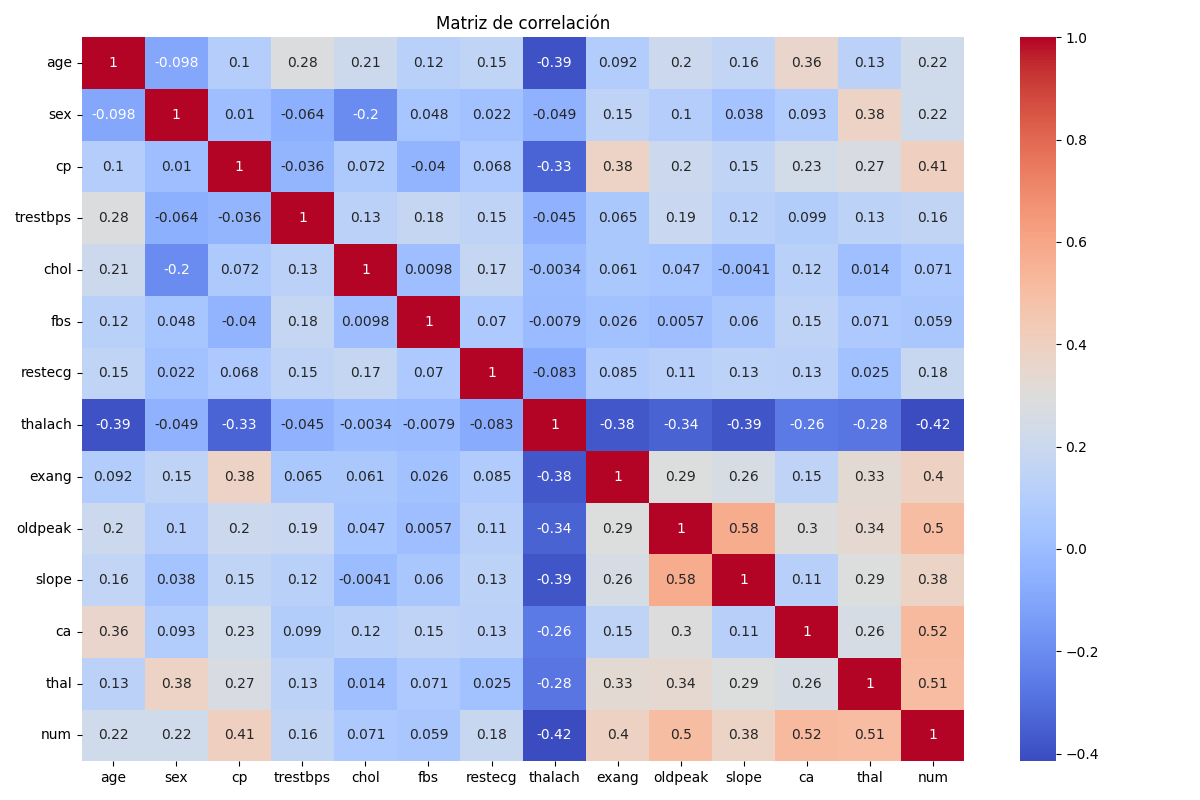 Matriz de correlación
age 1 -0.098 0.1 0.28 0.21 0.12 0.15 -0.39 0.092 0.2 0.16 0.36 0.13 0.22
sex -0.098 1 0.01 -0.064 -0.2 0.048 0.022 -0.049 0.15 0.1 0.038 0.093 0.38 0.22
cp 0.1 0.01 1 -0.036 0.072 -0.04 0.068 -0.33 0.38 0.2 0.15 0.23 0.27 0.41
trestbps 0.28 -0.064 -0.036 1 0.13 0.18 0.15 -0.045 0.065 0.19 0.12 0.099 0.13 0.16
chol 0.21 -0.2 0.072 0.13 1 0.0098 0.17 -0.0034 0.061 0.047 -0.0041 0.12 0.014 0.071
fbs 0.12 0.048 -0.04 0.18 0.0098 1 0.07 -0.0079 0.026 0.0057 0.06 0.15 0.071 0.059
restecg 0.15 0.022 0.068 0.15 0.17 0.07 1 -0.083 0.085 0.11 0.13 0.13 0.025 0.18
thalach -0.39 -0.049 -0.33 -0.045 -0.0034 -0.0079 -0.083 1 -0.38 -0.34 -0.39 -0.26 -0.28 -0.42
exang 0.092 0.15 0.38 0.065 0.061 0.026 0.085 -0.38 1 0.29 0.26 0.15 0.33 0.4
oldpeak 0.2 0.1 0.2 0.19 0.047 0.0057 0.11 -0.34 0.29 1 0.58 0.3 0.34 0.5
slope 0.16 0.038 0.15 0.12 -0.0041 0.06 0.13 -0.39 0.26 0.58 1 0.11 0.29 0.38
ca 0.36 0.093 0.23 0.099 0.12 0.15 0.13 -0.26 0.15 0.3 0.11 1 0.26 0.52
thal 0.13 0.38 0.27 0.13 0.014 0.071 0.025 -0.28 0.33 0.34 0.29 0.26 1 0.51
num 0.22 0.22 0.41 0.16 0.071 0.059 0.18 -0.42 0.4 0.5 0.38 0.52 0.51 1
age sex cp trestbps chol fbs restecg thalach exang oldpeak slope ca thal num
1.0
0.8
0.6
0.4
0.2
0.0
−0.2
−0.4